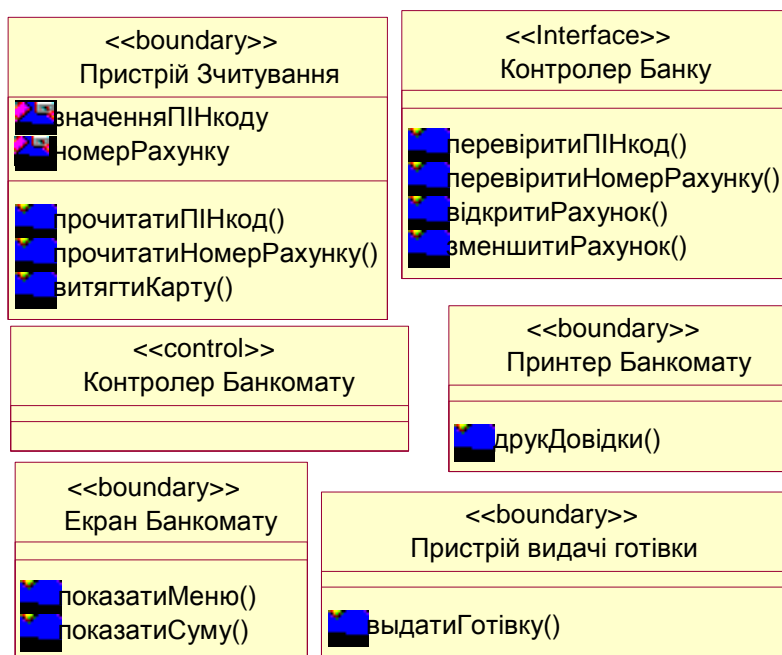 <<boundary>>
Пристрій Зчитування
значенняПІНкоду
номерРахунку
прочитатиПІНкод()
прочитатиНомерРахунку()
витягтиКарту()
<<Interface>>
Контролер Банку
перевіритиПІНкод()
перевіритиНомерРахунку()
відкритиРахунок()
зменшитиРахунок()
<<control>>
Контролер Банкомату
<<boundary>>
Принтер Банкомату
друкДовідки()
<<boundary>>
Екран Банкомату
показатиМеню()
показатиСуму()
<<boundary>>
Пристрій видачі готівки
выдатиГотівку()